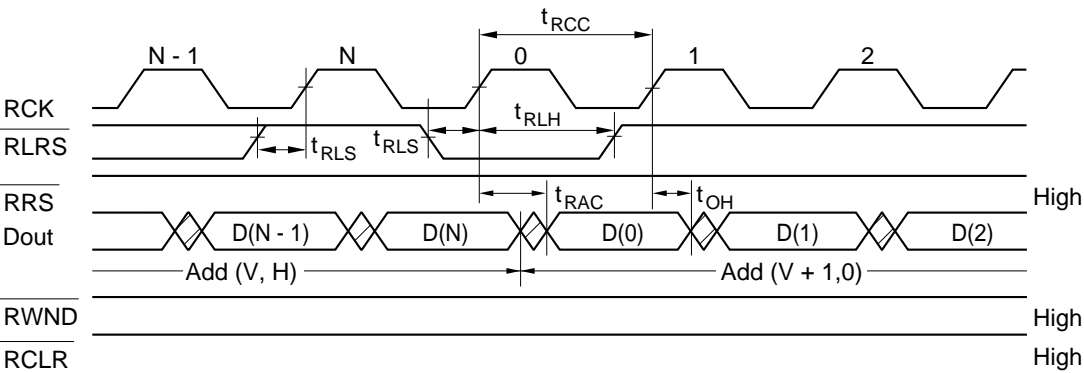 tRCC
N - 1 N 0 1 2
RCK
tRLH
RLRS
tRLS tRLS
RRS High
tRAC tOH
Dout D(N - 1) D(N) D(0) D(1) D(2)
Add (V, H) Add (V + 1,0)
RWND High
RCLR High